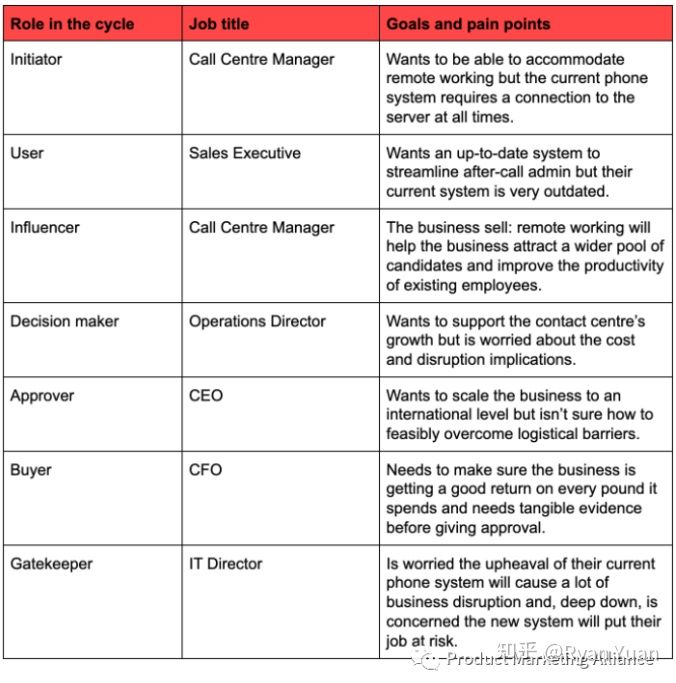 Role in the cycle Job title Goals and pain points
Initiator Call Centre Manager Wants to be able to accommodate
remote working but the current phone
system requires a connection to the
server at all times.
User Sales Executive Wants an up-to-date system to
streamline after-call admin but their
current system is very outdated.
Influencer Call Centre Manager The business sell: remote working will
help the business attract a wider pool of
candidates and improve the productivity
of existing employees.
Decision maker Operations Director Wants to support the contact centre's
growth but is worried about the cost
and disruption implications.
Approver CEO Wants to scale the business to an
international level but isn't sure how to
feasibly overcome logistical barriers.
Buyer CFO Needs to make sure the business is
getting a good return on every pound it
spends and needs tangible evidence
before giving approval.
Gatekeeper IT Director Is worried the upheaval of their current
phone system will cause a lot of
business disruption and, deep down, is
concerned the new system will put their
job at risk.
知乎 @RyanYuan
Product Marketing Alliance